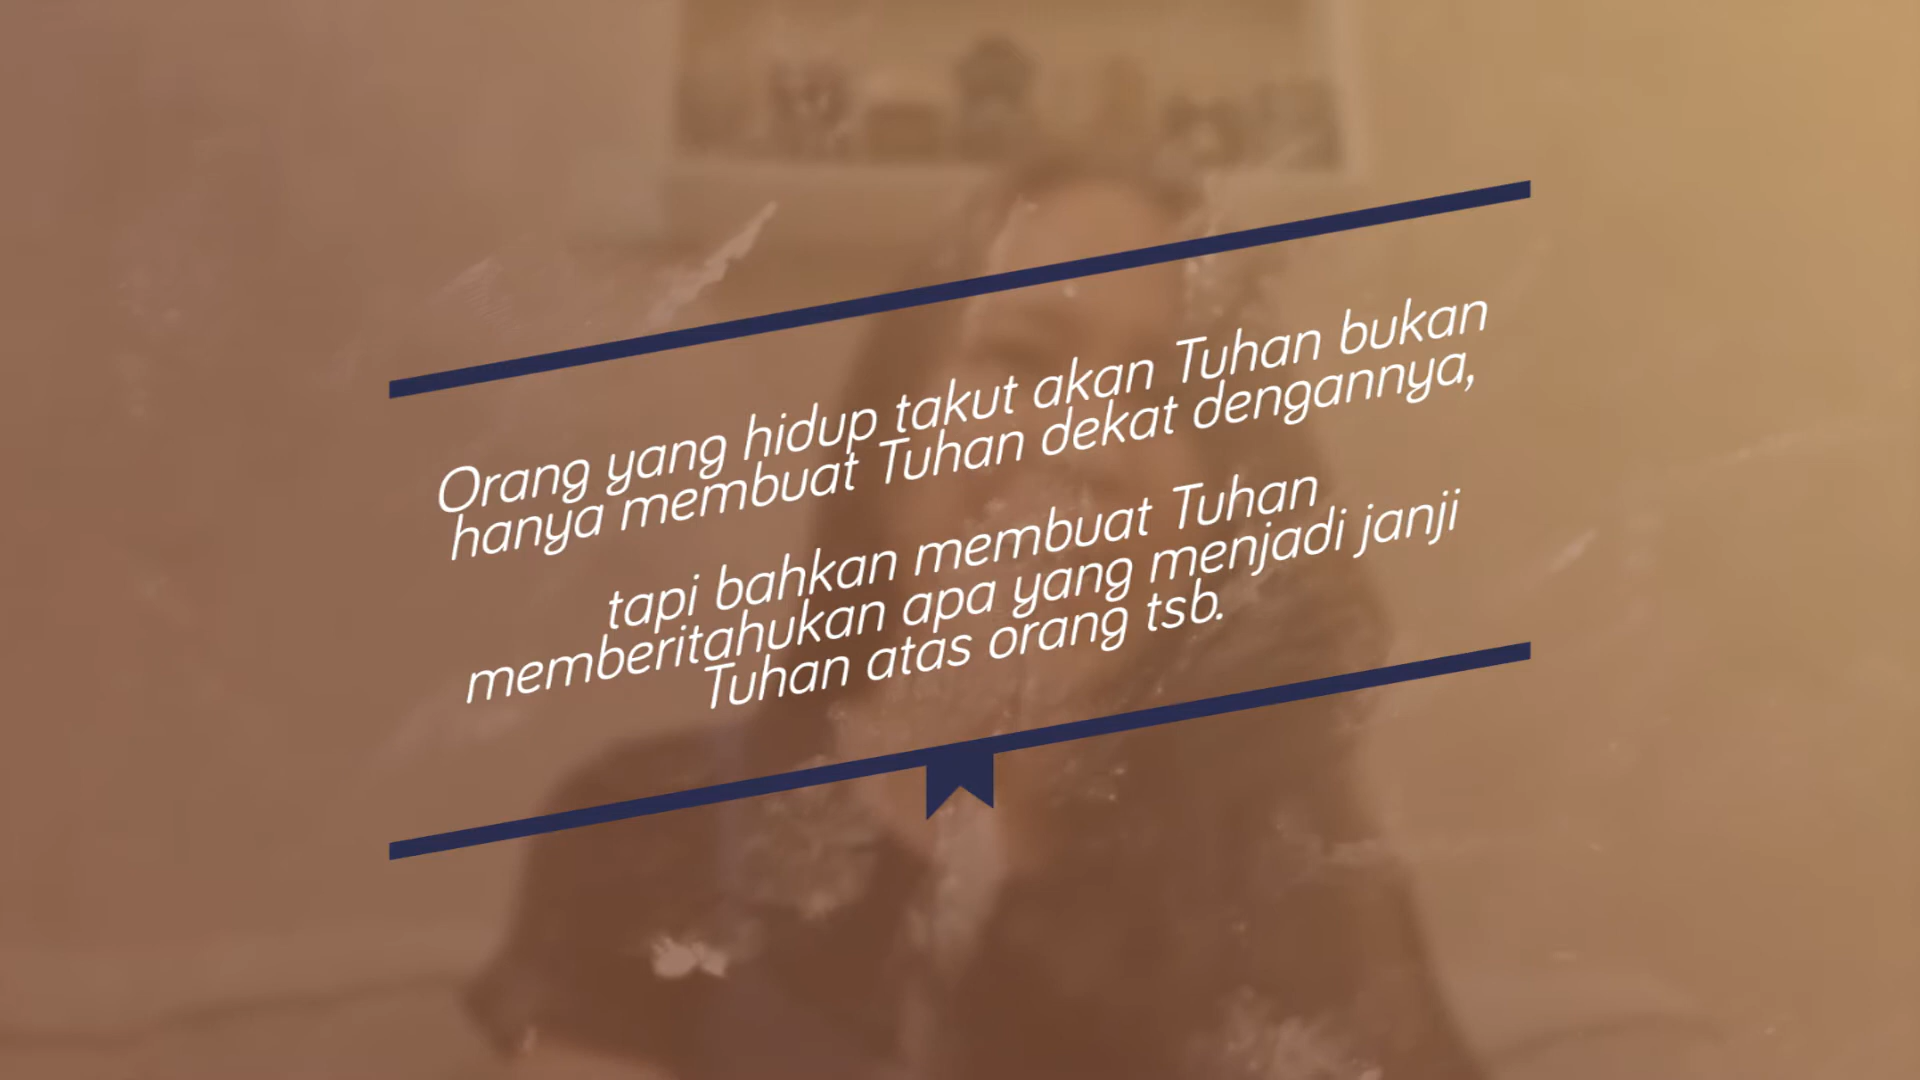 Orang yang hidup takut akan Tuhan bukan
hanya membuat Tuhan dekat dengannya,
tapi bahkan membuat Tuhan
memberitahukan apa yang menjadi janji
Tuhan atas orang tsb.